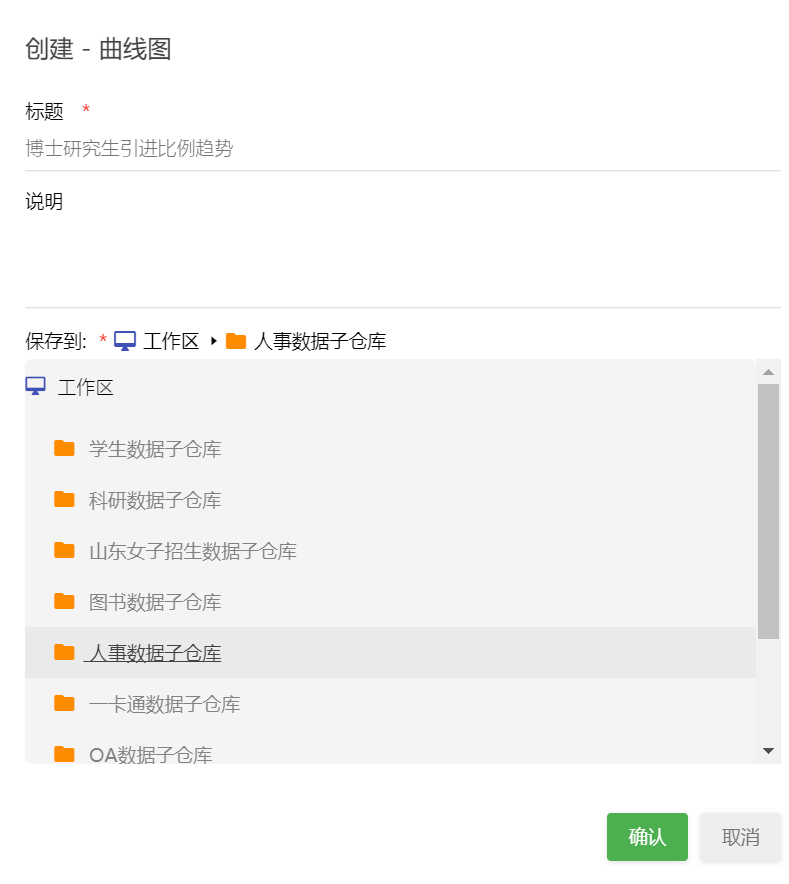 创建 - 曲线图
标题 *
博士研究生引进比例趋势
说明
保存到: * 工作区 人事数据子仓库
工作区
学生数据子仓库
科研数据子仓库
山东女子招生数据子仓库
图书数据子仓库
人事数据子仓库
一卡通数据子仓库
OA数据子仓库
确认 取消